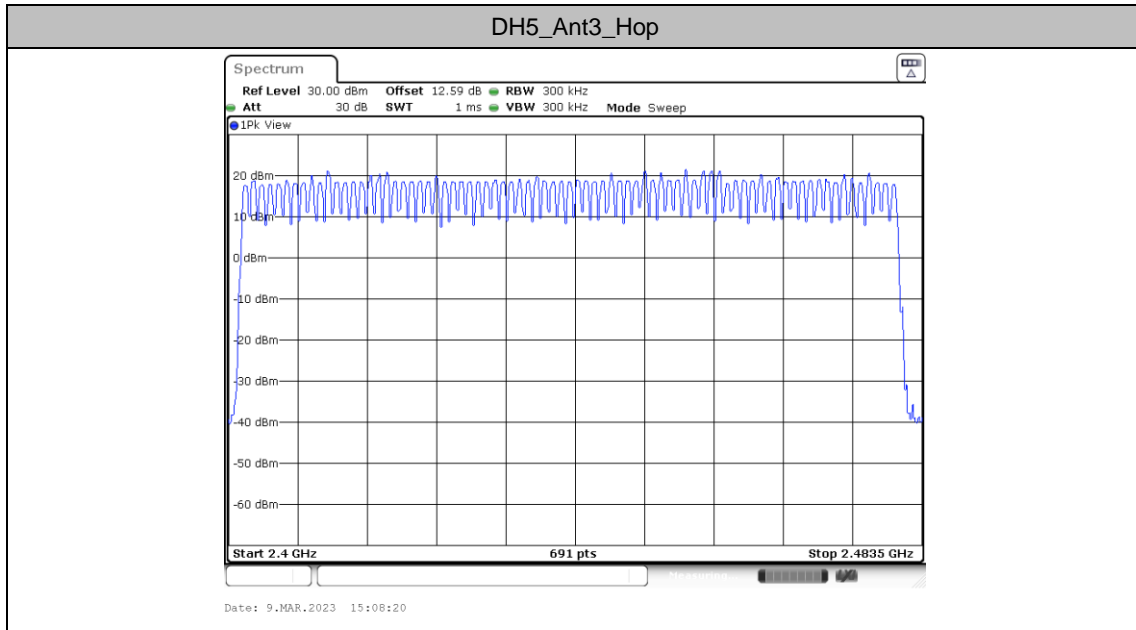 DH5_Ant3_Hop
Spectrum
Ref Level 30.00 dBm Offset 12.59 dB RBW 300 kHz
Att 30 dB SWT 1 ms VBW 300 kHz Mode Sweep
1Pk View
20 dBm
10 dBm
0 dBm
-10 dBm
-20 dBm
-30 dBm
-40 dBm
-50 dBm
-60 dBm
Start 2.4 GHz 691 pts Stop 2.4835 GHz
Measuring...
Date: 9.MAR.2023 15:08:20